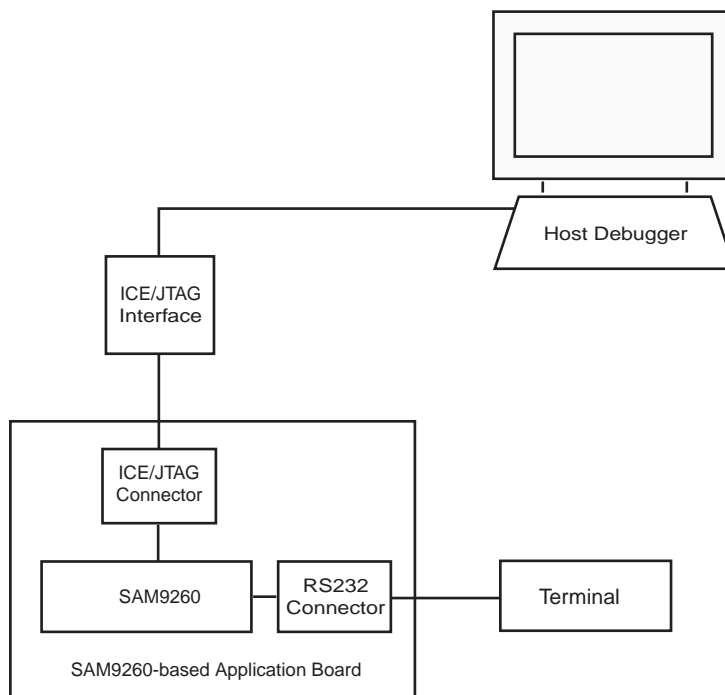 Host Debugger
ICE/JTAG
Interface
ICE/JTAG
Connector
SAM9260
RS232
Connector
Terminal
SAM9260-based Application Board